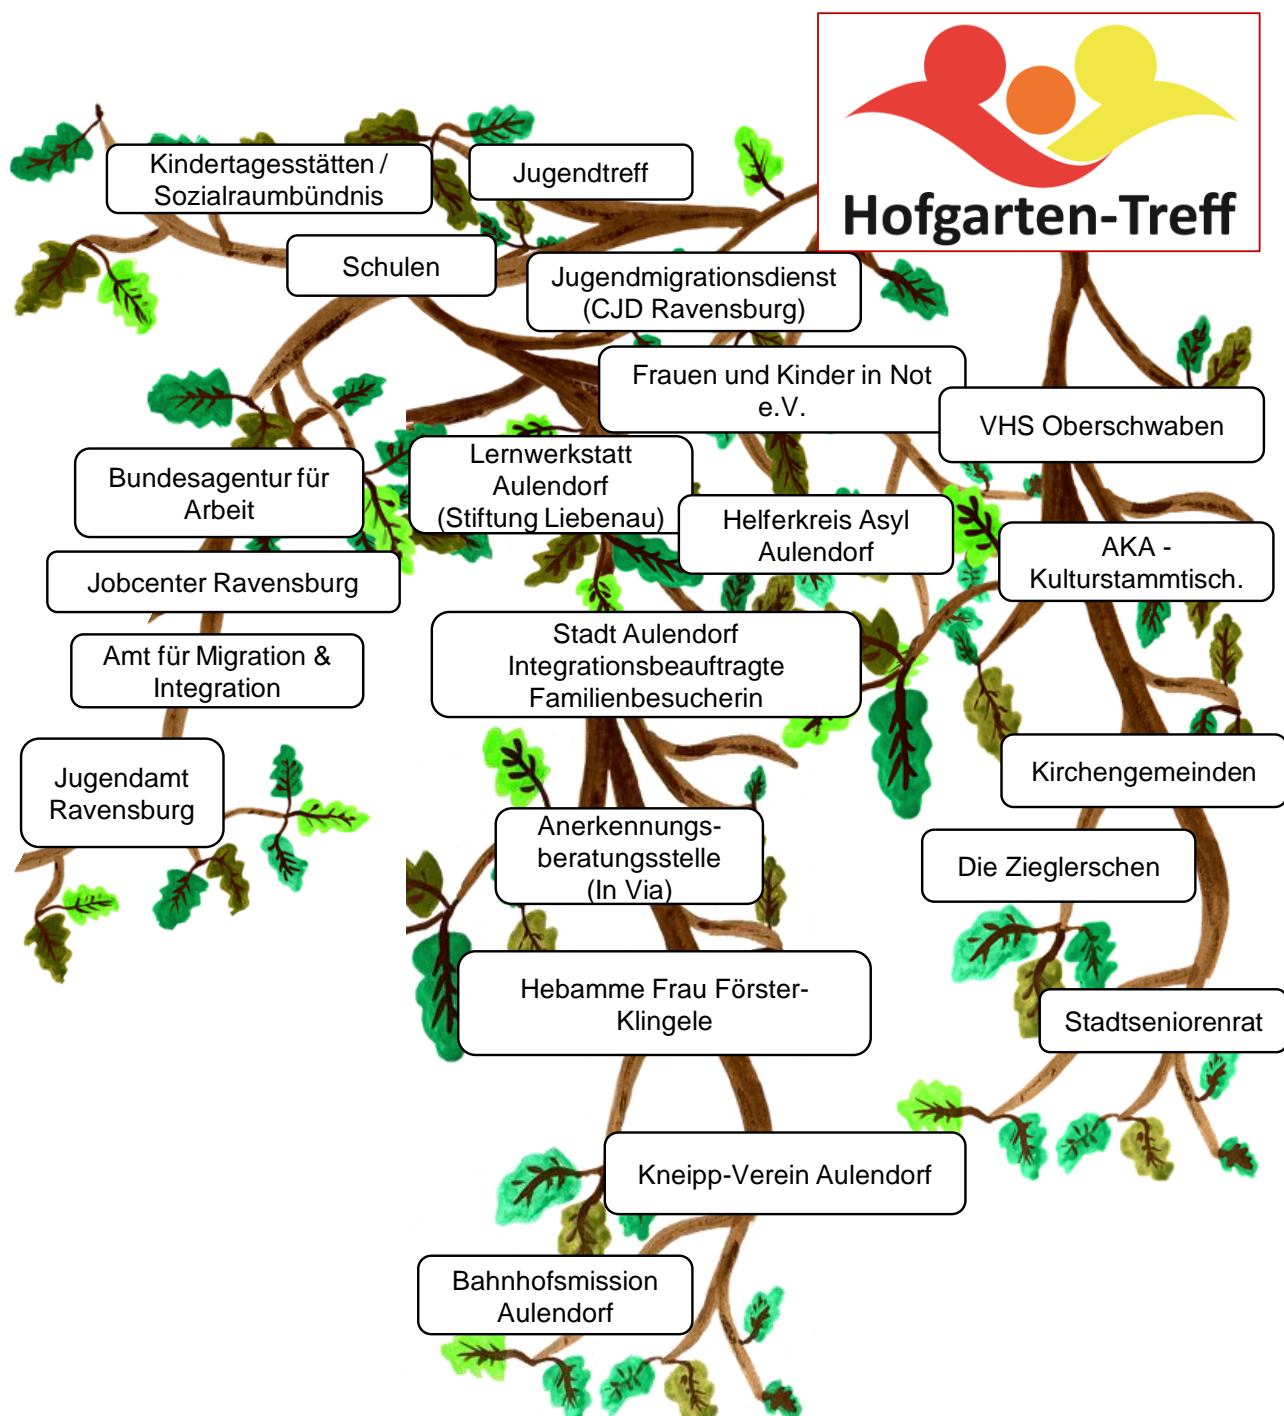 Hofgarten-Treff
Kindertagesstätten /
Sozialraumbündnis
Jugendtreff
Schulen
Jugendmigrationsdienst
(CJD Ravensburg)
Frauen und Kinder in Not
e.V.
VHS Oberschwaben
Bundesagentur für
Arbeit
Lernwerkstatt
Aulendorf
(Stiftung Liebenau)
Helferkreis Asyl
Aulendorf
AKA -
Kulturstammtisch.
Jobcenter Ravensburg
Amt für Migration &
Integration
Stadt Aulendorf
Integrationsbeauftragte
Familienbesucherin
Jugendamt
Ravensburg
Kirchengemeinden
Anerkennungs-
beratungsstelle
(In Via)
Die Zieglerschen
Hebamme Frau Förster-
Klingele
Stadtseniorenrat
Kneipp-Verein Aulendorf
Bahnhofsmission
Aulendorf